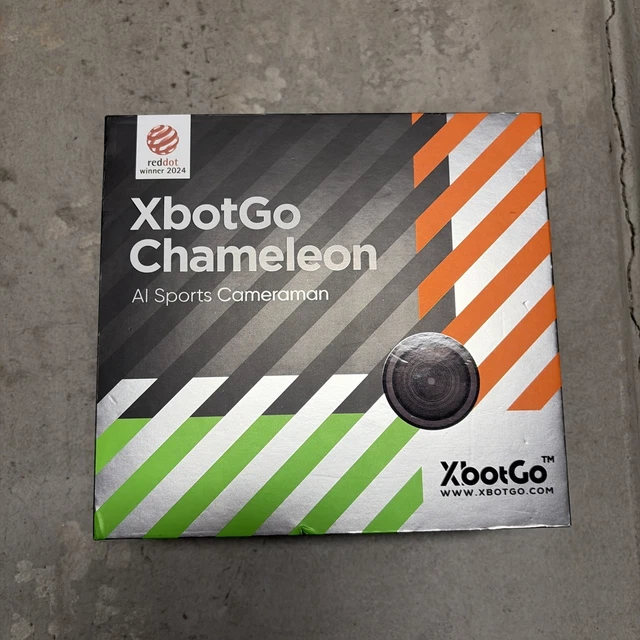 reddot
winner 2024
XbotGo
Chameleon
AI Sports Cameraman
XbotGo™
WWW.XBOTGO.COM